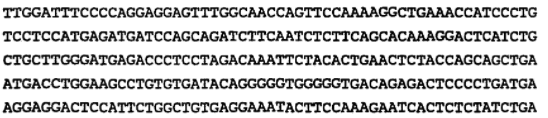 TTGGATTTCCCCAGGAGGAGTTTGGCAACCAGTTCCAAAAGGCTGAAACCATCCCTG
TCCTCCATGAGATGATCCAGCAGATCTTCAATCTCTTCAGCACAAAGGACTCATCTG
CTGCTTGGGATGAGACCCTCCTAGACAAATTCTACACTGAACTCTACCAGCAGCTGA
ATGACCTGGAAGCCTGTGTGATACAGGGGGTGGGGGTGACAGAGACTCCCCTGATGA
AGGAGGACTCCATTCTGGCTGTGAGGAAATACTTCCAAAGAATCACTCTCTATCTGA